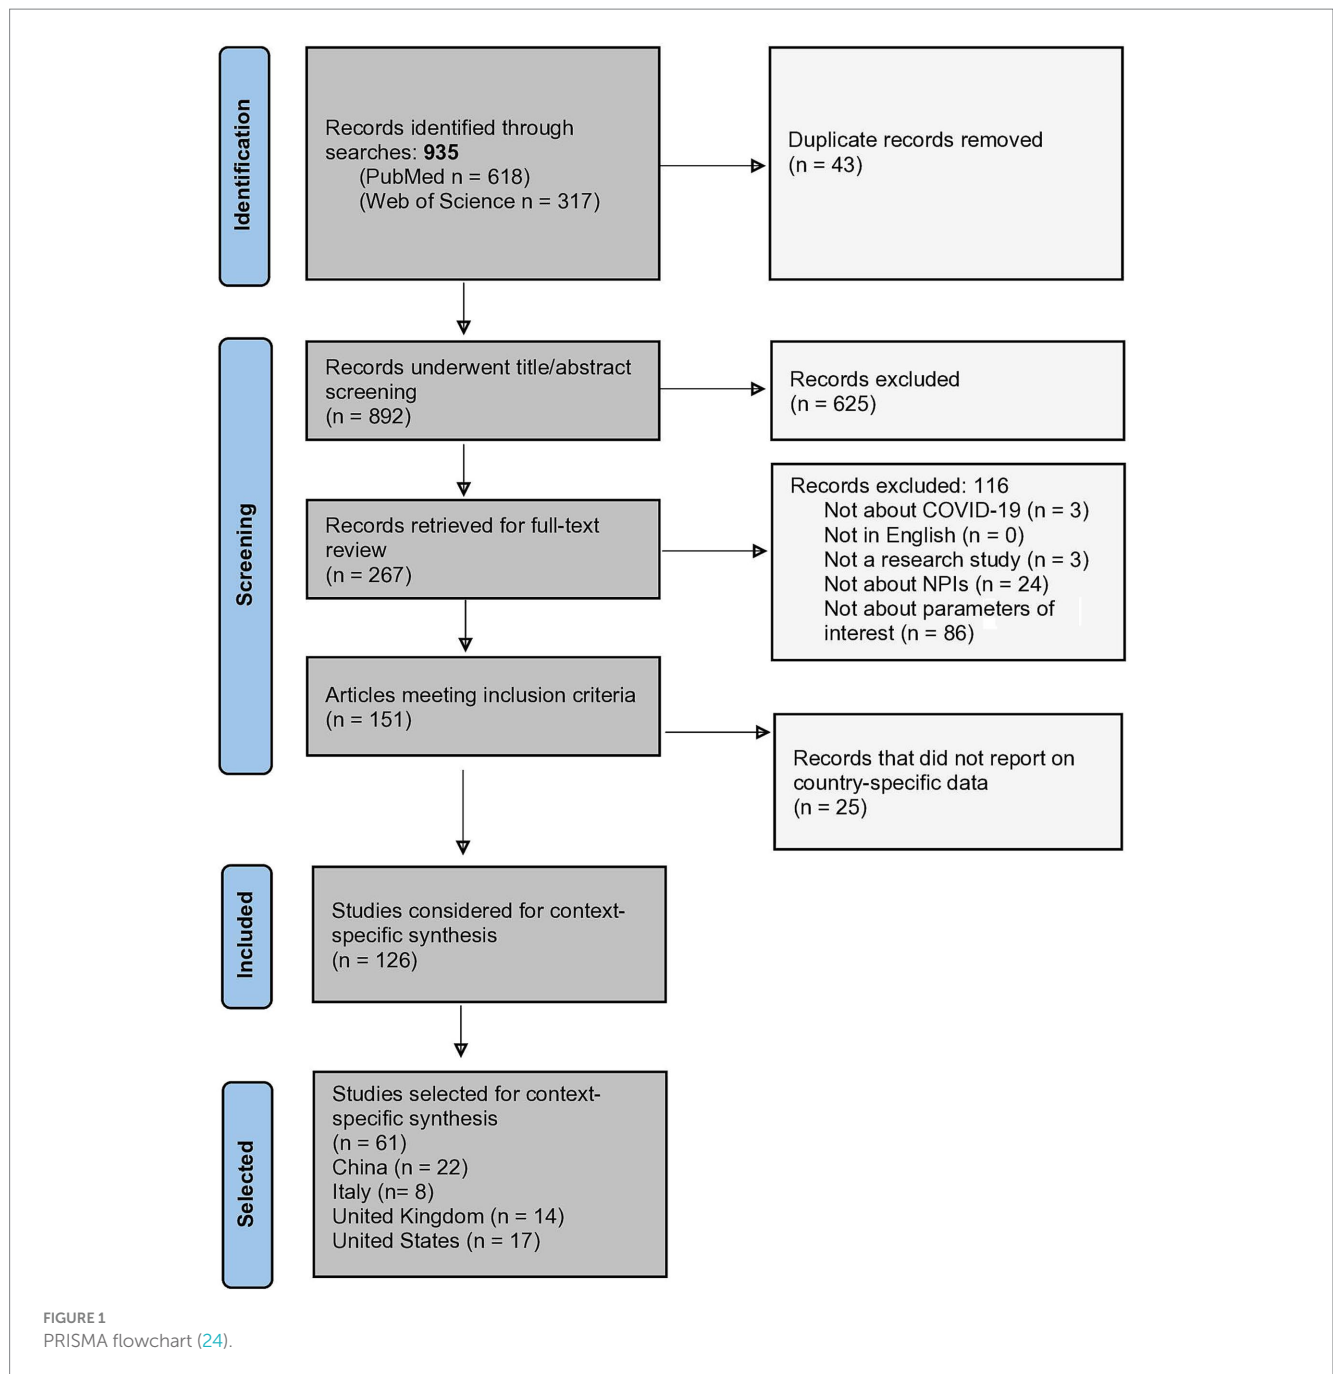 Identification
Records identified through
searches: 935
(PubMed n = 618)
(Web of Science n = 317)
Duplicate records removed
(n = 43)
Screening
Records underwent title/abstract
screening
(n = 892)
Records excluded
(n = 625)
Records retrieved for full-text
review
(n = 267)
Records excluded: 116
Not about COVID-19 (n = 3)
Not in English (n = 0)
Not a research study (n = 3)
Not about NPIs (n = 24)
Not about parameters of
interest (n = 86)
Articles meeting inclusion criteria
(n = 151)
Records that did not report on
country-specific data
(n = 25)
Included
Studies considered for context-
specific synthesis
(n = 126)
Selected
Studies selected for context-
specific synthesis
(n = 61)
China (n = 22)
Italy (n= 8)
United Kingdom (n = 14)
United States (n = 17)
FIGURE 1
PRISMA flowchart (24).